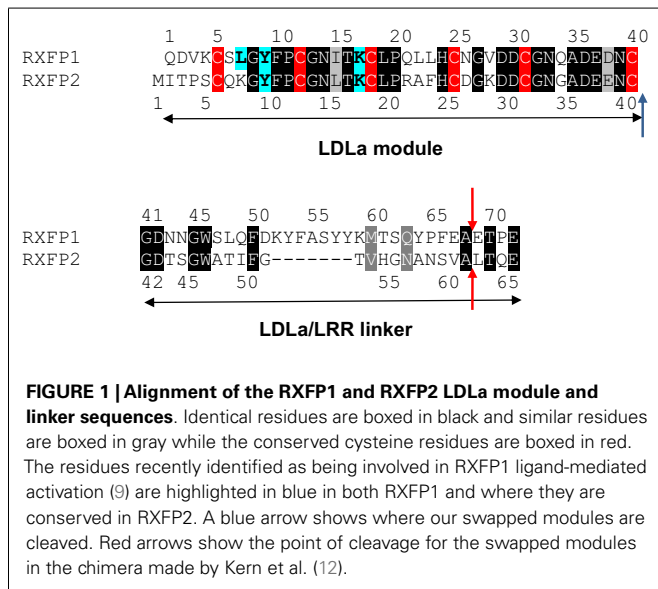 1 5 10 15 20 25 30 35 40
RXFP1 QDVKCSLGYFPCGNITKCLPQLLHCNGVDDCGNQADEDNC
RXFP2 MITPSCQKGYFPCGNLTKCLPRAFHCDGKDDCGNGADEENC
1 5 10 15 20 25 30 35 40
LDLa module
41 45 50 55 60 65 70
RXFP1 GDNNGWSLQFDKYFASYYKMTSQYPFEAETPE
RXFP2 GDTSGWATIFG-------TVHGNANSVALTQE
42 45 50 55 60 65
LDLa/LRR linker
FIGURE 1 | Alignment of the RXFP1 and RXFP2 LDLa module and
linker sequences. Identical residues are boxed in black and similar residues
are boxed in gray while the conserved cysteine residues are boxed in red.
The residues recently identified as being involved in RXFP1 ligand-mediated
activation (9) are highlighted in blue in both RXFP1 and where they are
conserved in RXFP2. A blue arrow shows where our swapped modules are
cleaved. Red arrows show the point of cleavage for the swapped modules
in the chimera made by Kern et al. (12).